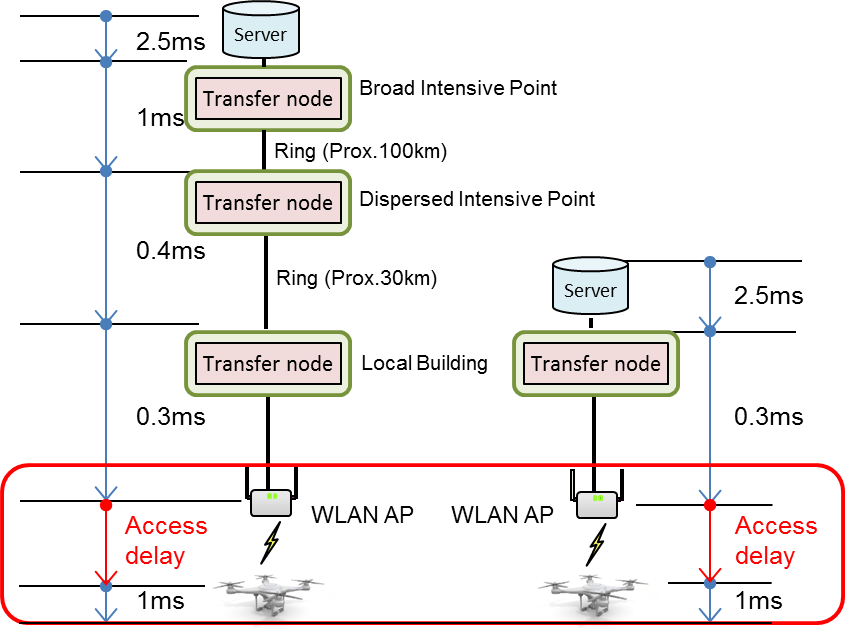 2.5ms
Server
Transfer node
Broad Intensive Point
1ms
Ring (Prox.100km)
Transfer node
Dispersed Intensive Point
0.4ms
Ring (Prox.30km)
Server
2.5ms
Transfer node
Local Building
Transfer node
0.3ms
0.3ms
WLAN AP
WLAN AP
Access
delay
Access
delay
1ms
1ms